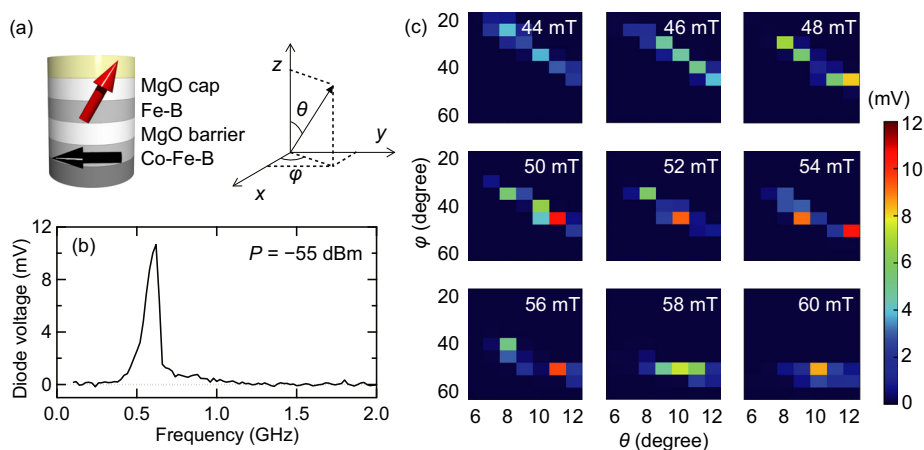 (a)
MgO cap
Fe-B
MgO barrier
Co-Fe-B
z
θ
y
x
φ
(b)
P = −55 dBm
Diode voltage (mV)
12
8
4
0
0.0 0.5 1.0 1.5 2.0
Frequency (GHz)
(c)
20
40
60
44 mT
46 mT
48 mT
20
40
60
50 mT
52 mT
54 mT
20
40
60
56 mT
58 mT
60 mT
φ (degree)
6 8 10 12
6 8 10 12
6 8 10 12
θ (degree)
(mV)
12
10
8
6
4
2
0